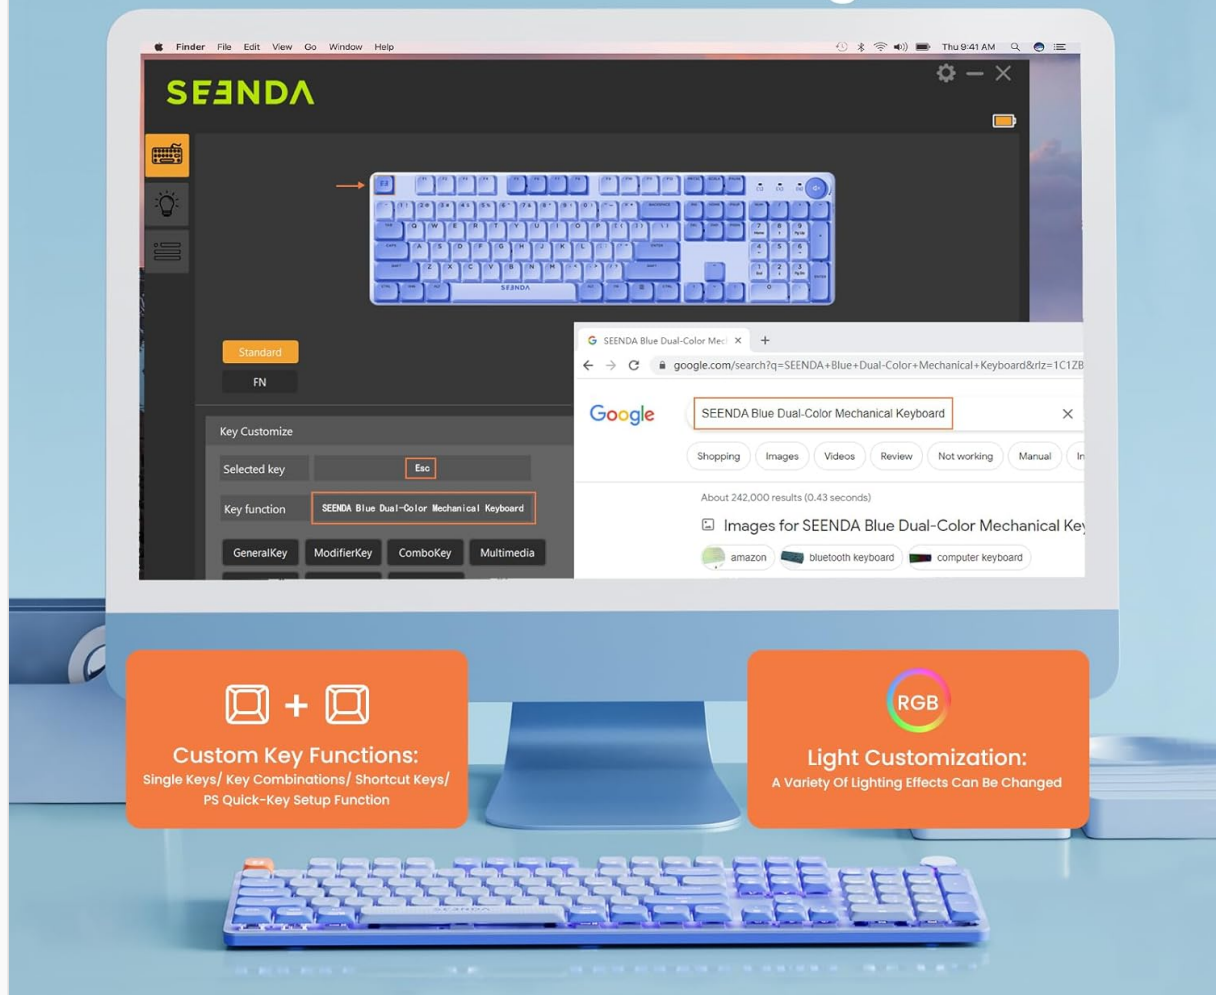 Finder File Edit View Go Window Help
Thu 9:41 AM
SEENDA
SEENDA
Standard
FN
Key Customize
Selected key Esc
Key function SEENDA Blue Dual-Color Mechanical Keyboard
GeneralKey ModifierKey ComboKey Multimedia
SEENDA Blue Dual-Color Mec
google.com/search?q=SEENDA+Blue+Dual-Color+Mechanical+Keyboard&rlz=1C1ZB
Google SEENDA Blue Dual-Color Mechanical Keyboard
Shopping Images Videos Review Not working Manual In
About 242,000 results (0.43 seconds)
Images for SEENDA Blue Dual-Color Mechanical Key
amazon bluetooth keyboard computer keyboard
Custom Key Functions:
Single Keys/ Key Combinations/ Shortcut Keys/
PS Quick-Key Setup Function
RGB
Light Customization:
A Variety Of Lighting Effects Can Be Changed
SEENDA